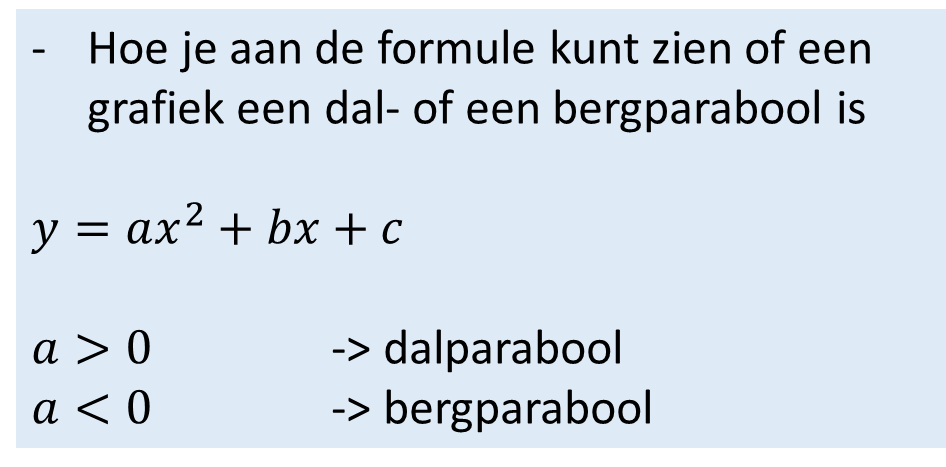 - Hoe je aan de formule kunt zien of een
grafiek een dal- of een bergparabool is
y = ax² + bx + c
a > 0 -> dalparabool
a < 0 -> bergparabool